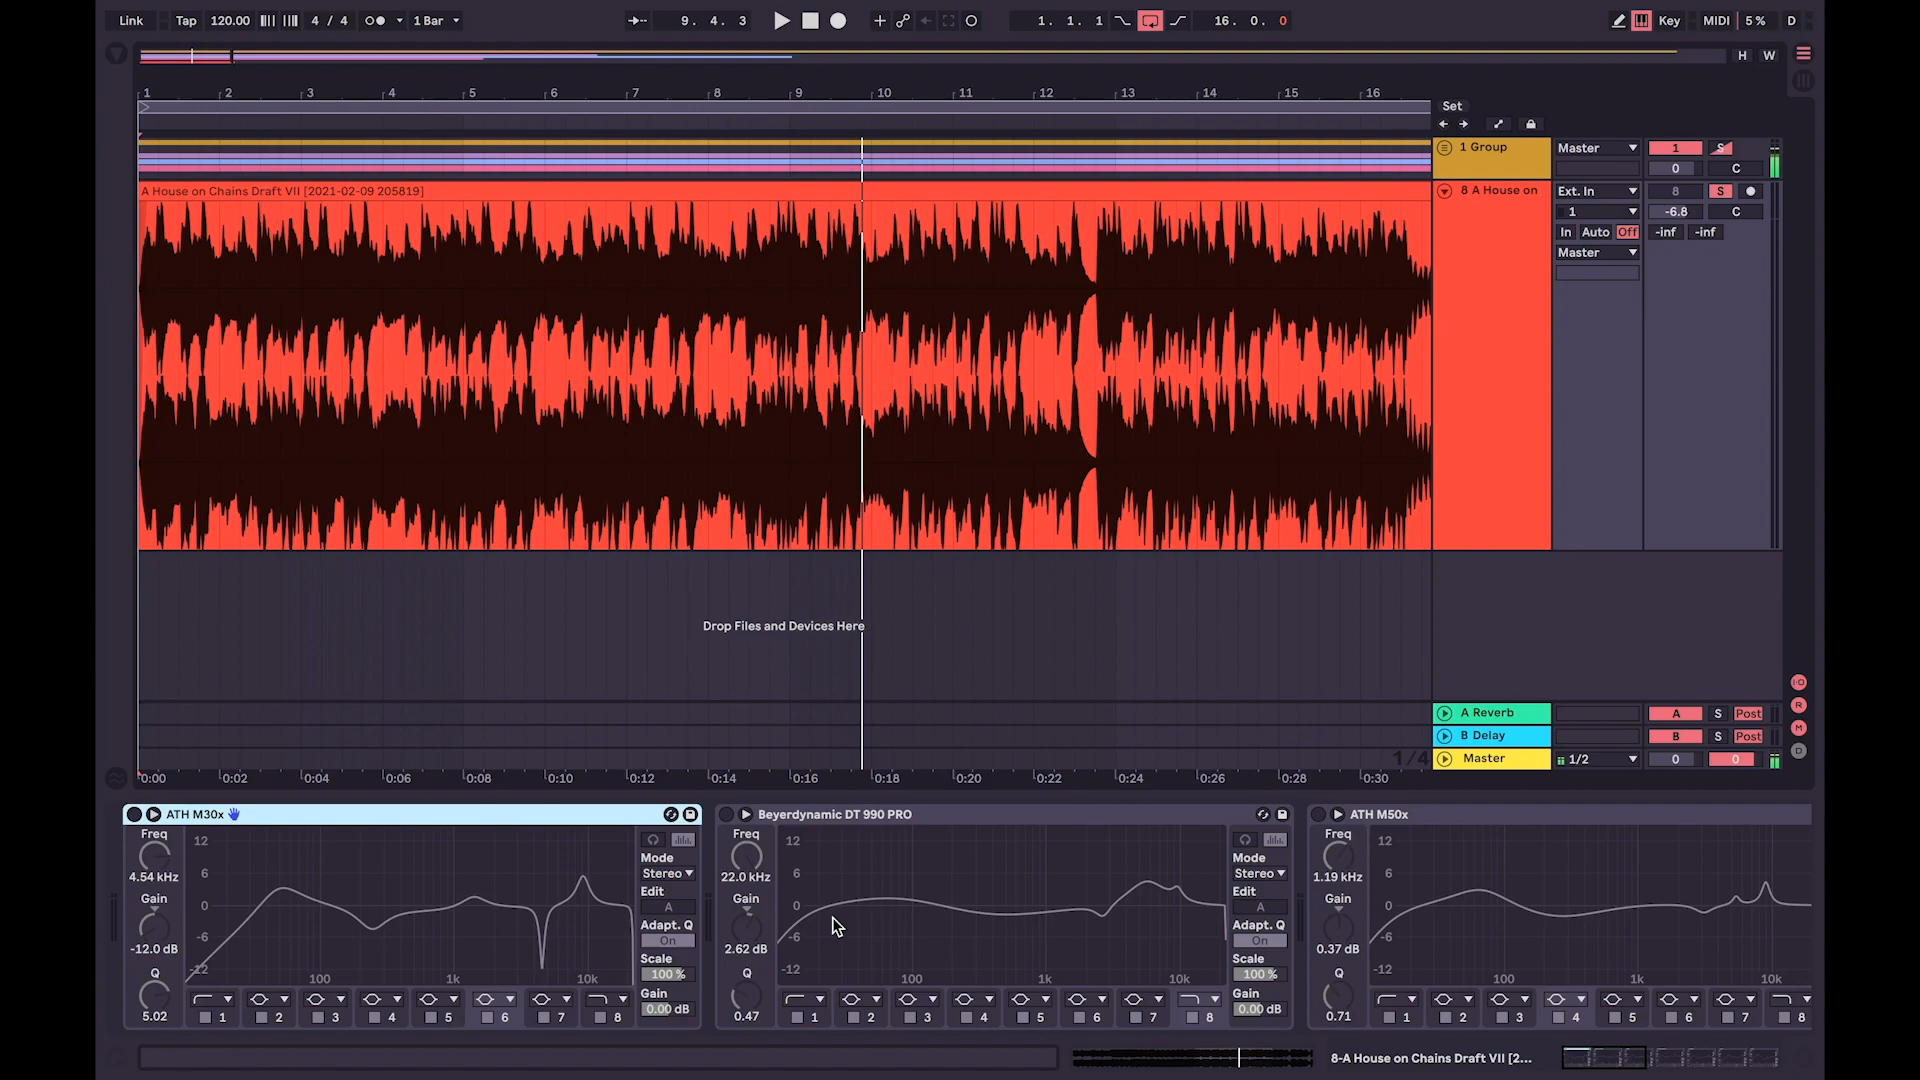 Link Tap 120.00 4 / 4 1 Bar 9. 4. 3 1. 1. 1 16. 0. 0 Key MIDI 5 % D
H W
1 2 3 4 5 6 7 8 9 10 11 12 13 14 15 16
Set
1 Group Master 1 S
0 C
A House on Chains Draft VII [2021-02-09 205819]
8 A House on Ext. In 8 S
1 -6.8 C
In Auto Off -inf -inf
Master
Drop Files and Devices Here
A Reverb A S Post
B Delay B S Post
1/4
Master 1/2 0 0
0:00 0:02 0:04 0:06 0:08 0:10 0:12 0:14 0:16 0:18 0:20 0:22 0:24 0:26 0:28 0:30
I·O
R
M
D
ATH M30x
Freq
4.54 kHz
Gain
-12.0 dB
Q
5.02
12
6
0
-6
-12
100 1k 10k
1 2 3 4 5 6 7 8
Mode
Stereo
Edit
A
Adapt. Q
On
Scale
100 %
Gain
0.00 dB
Beyerdynamic DT 990 PRO
Freq
22.0 kHz
Gain
2.62 dB
Q
0.47
12
6
0
-6
-12
100 1k 10k
1 2 3 4 5 6 7 8
Mode
Stereo
Edit
A
Adapt. Q
On
Scale
100 %
Gain
0.00 dB
ATH M50x
Freq
1.19 kHz
Gain
0.37 dB
Q
0.71
12
6
0
-6
-12
100 1k 10k
1 2 3 4 5 6 7 8
8-A House on Chains Draft VII [2...